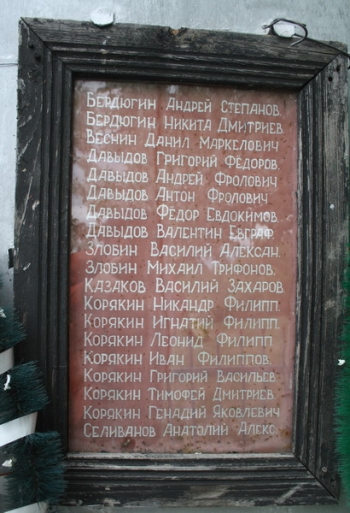 Бердюгин Андрей Степанов.
Бердюгин Никита Дмитриев
Веснин Данил Маркелович
Давыдов Григорий Фёдоров.
Давыдов Андрей Фролович
Давыдов Антон Фролович
Давыдов Фёдор Евдокимов
Давыдов Валентин Евграф
Злобин Василий Алексан.
Злобин Михаил Трифонов.
Казаков Василий Захаров
Корякин Никандр Филипп.
Корякин Игнатий Филипп.
Корякин Леонид Филипп
Корякин Иван Филиппов.
Корякин Григорий Васильев
Корякин Тимофей Дмитриев
Корякин Генадий Яковлевич
Селиванов Анатолий Алекс.